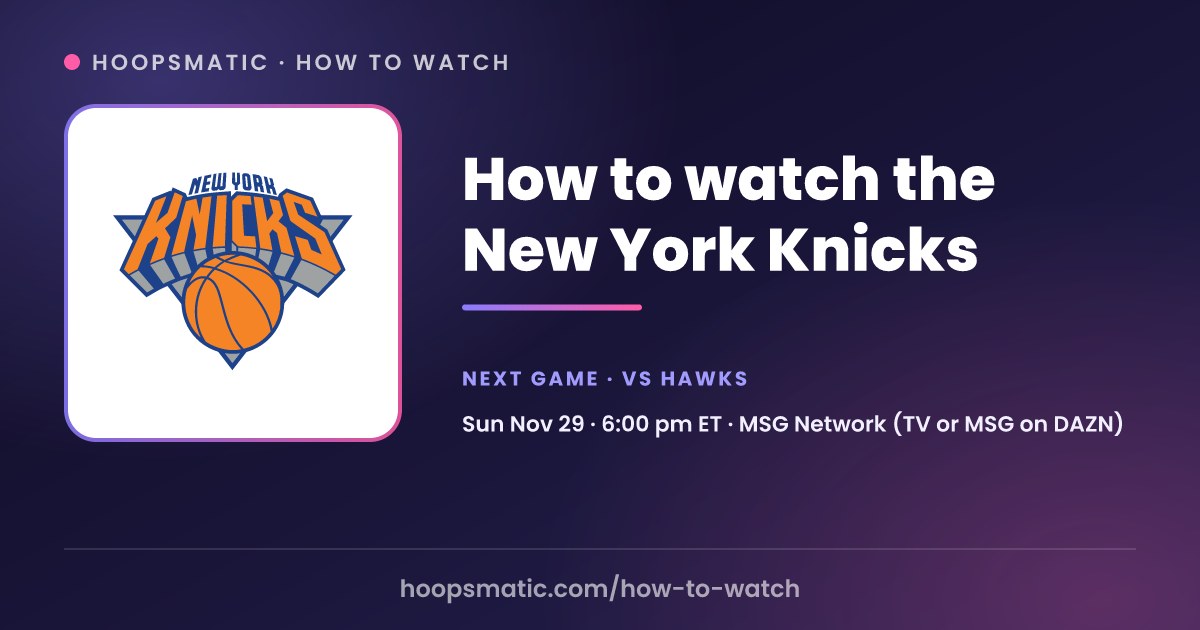 HOOPSMATIC · HOW TO WATCH
NEW YORK
KNICKS
How to watch the
New York Knicks
NEXT GAME · VS HAWKS
Sun Nov 29 · 6:00 pm ET · MSG Network (TV or MSG on DAZN)
hoopsmatic.com/how-to-watch